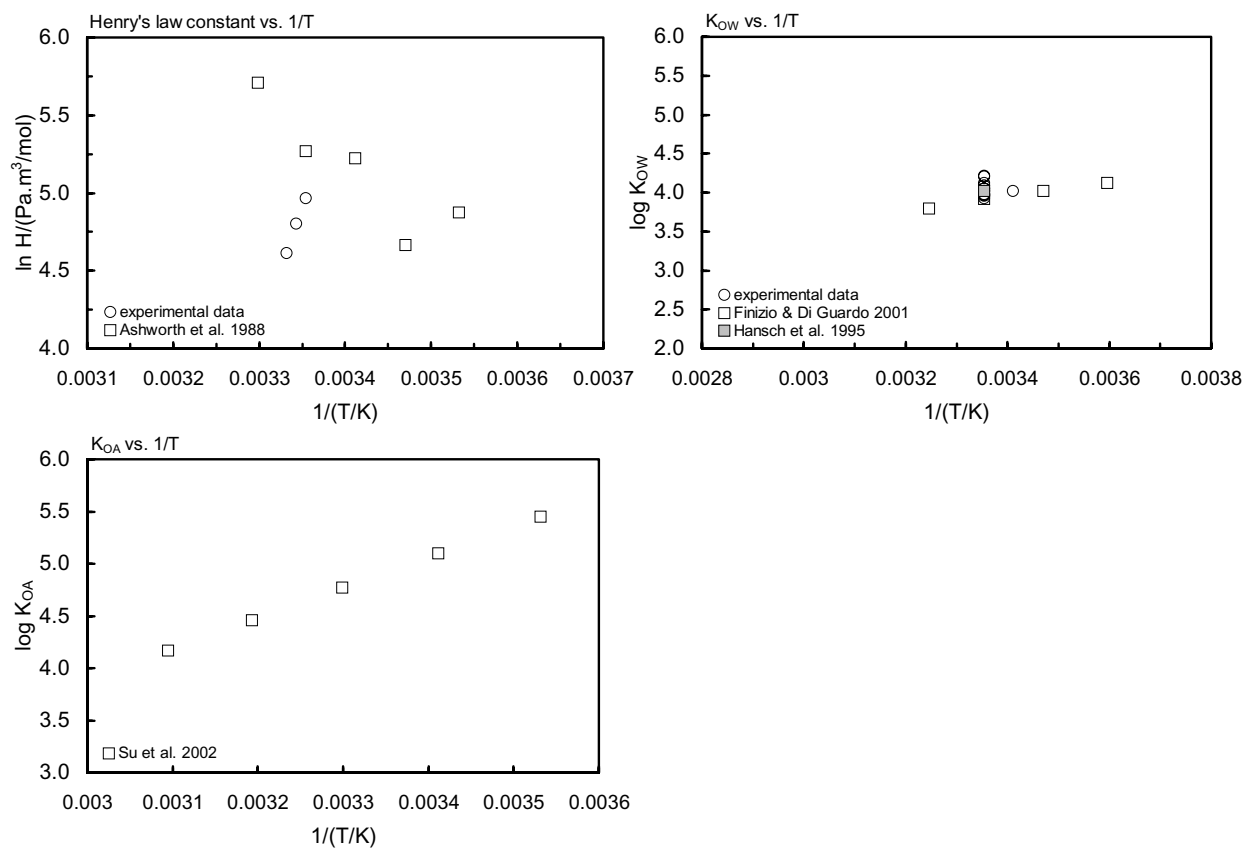 Henry's law constant vs. 1/T
6.0
5.5
5.0
4.5
4.0
ln H/(Pa.m³/mol)
experimental data
Ashworth et al. 1988
0.0031 0.0032 0.0033 0.0034 0.0035 0.0036 0.0037
1/(T/K)
KOW vs. 1/T
6.0
5.5
5.0
4.5
4.0
3.5
3.0
2.5
2.0
log KOW
experimental data
Finizio & Di Guardo 2001
Hansch et al. 1995
0.0028 0.003 0.0032 0.0034 0.0036 0.0038
1/(T/K)
KOA vs. 1/T
6.0
5.5
5.0
4.5
4.0
3.5
3.0
log KOA
Su et al. 2002
0.003 0.0031 0.0032 0.0033 0.0034 0.0035 0.0036
1/(T/K)